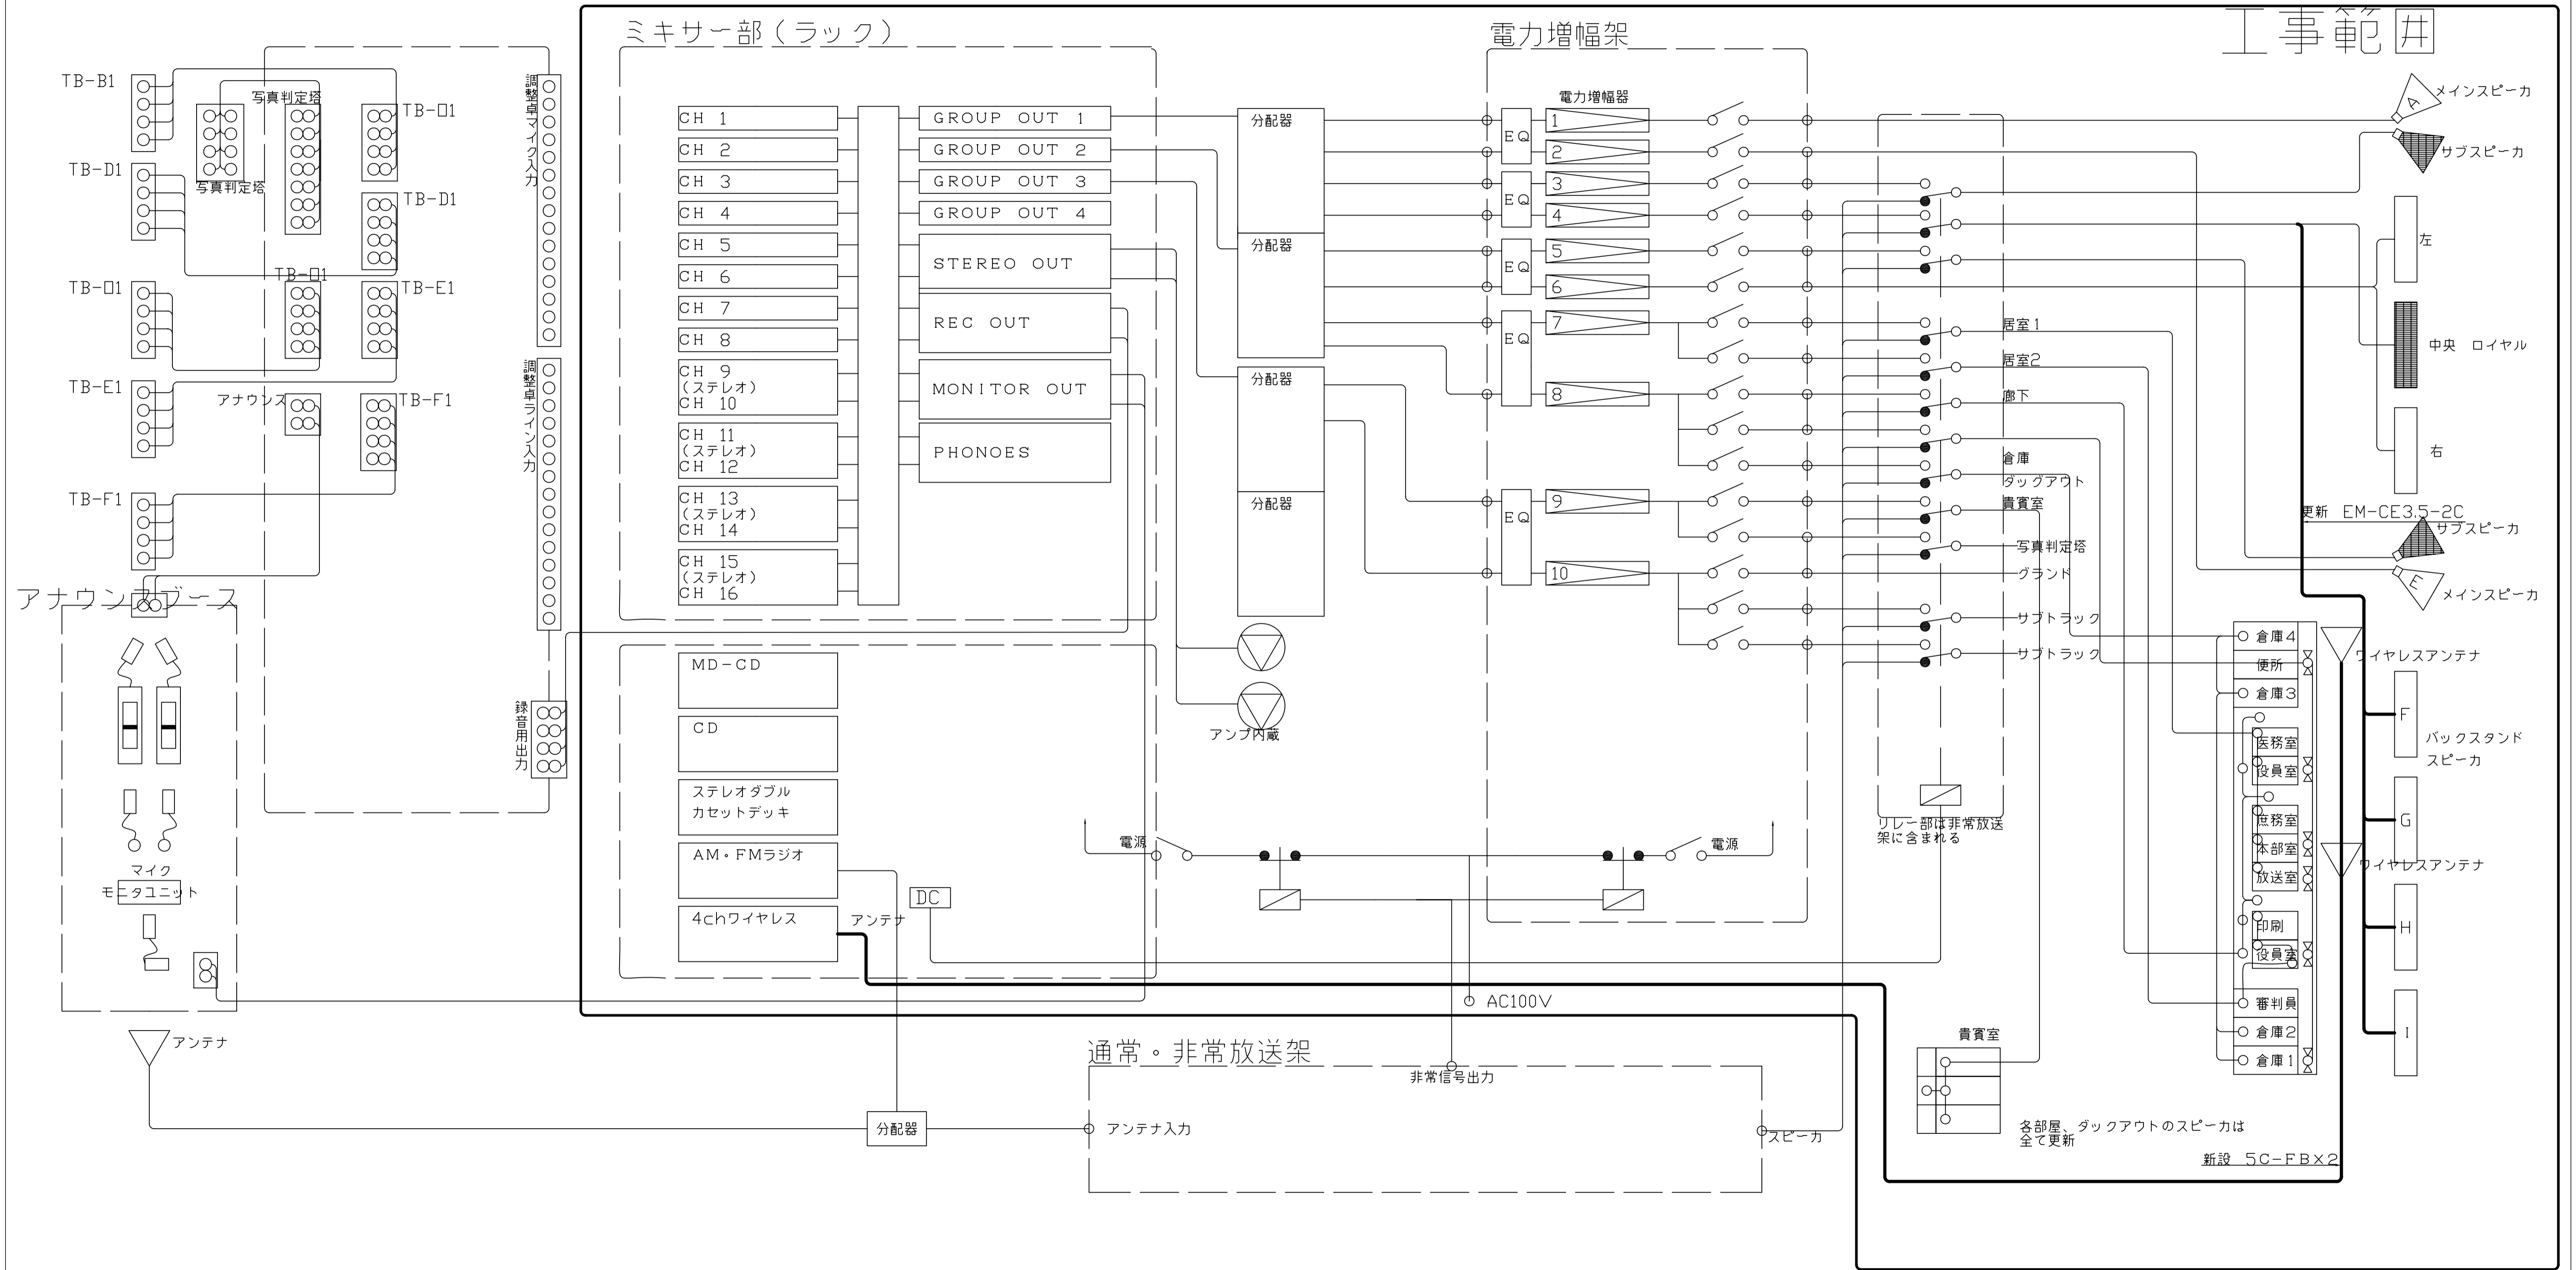 工事範囲
ミキサー部（ラック）
電力増幅架
TB-B1
TB-D1
TB-ロ1
TB-E1
TB-F1
写真判定塔
写真判定塔
TB-ロ1
TB-D1
TB-ロ1
TB-E1
アナウンス
TB-F1
調整卓マイク入力
調整卓ライン入力
録音用出力
アナウンスブース
マイク
モニタユニット
アンテナ
CH 1
CH 2
CH 3
CH 4
CH 5
CH 6
CH 7
CH 8
CH 9
（ステレオ）
CH 10
CH 11
（ステレオ）
CH 12
CH 13
（ステレオ）
CH 14
CH 15
（ステレオ）
CH 16
GROUP OUT 1
GROUP OUT 2
GROUP OUT 3
GROUP OUT 4
STEREO OUT
REC OUT
MONITOR OUT
PHONOES
MD-CD
CD
ステレオダブル
カセットデッキ
AM・FMラジオ
4chワイヤレス
アンテナ
DC
分配器
分配器
分配器
分配器
アンプ内蔵
電力増幅器
EQ
EQ
EQ
EQ
EQ
1
2
3
4
5
6
7
8
9
10
電源
電源
AC100V
リレー部は非常放送
架に含まれる
居室1
居室2
廊下
倉庫
ダッグアウト
貴賓室
写真判定塔
グランド
サブトラック
サブトラック
A
メインスピーカ
サブスピーカ
左
中央 ロイヤル
右
更新 EM-CE3.5-2C
サブスピーカ
E
メインスピーカ
ワイヤレスアンテナ
ワイヤレスアンテナ
F
G
H
I
バックスタンド
スピーカ
倉庫4
便所
倉庫3
医務室
役員室
庶務室
本部室
放送室
印刷
役員室
審判員
倉庫2
倉庫1
貴賓室
各部屋、ダックアウトのスピーカは
全て更新
新設 5C-FB×2
通常・非常放送架
非常信号出力
分配器
アンテナ入力
スピーカ